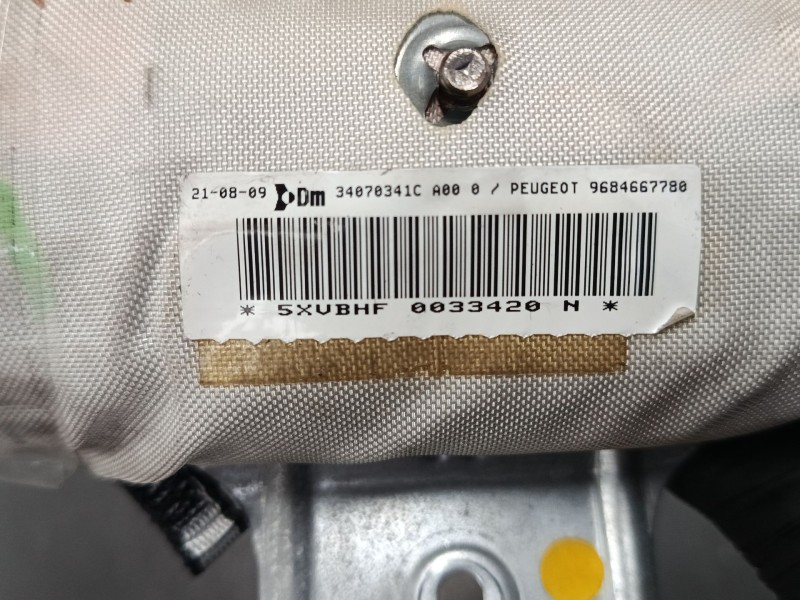 21-08-09 Dm 34070341C A00 0 / PEUGEOT 9684667780
* 5XVBHF 0033420 N *